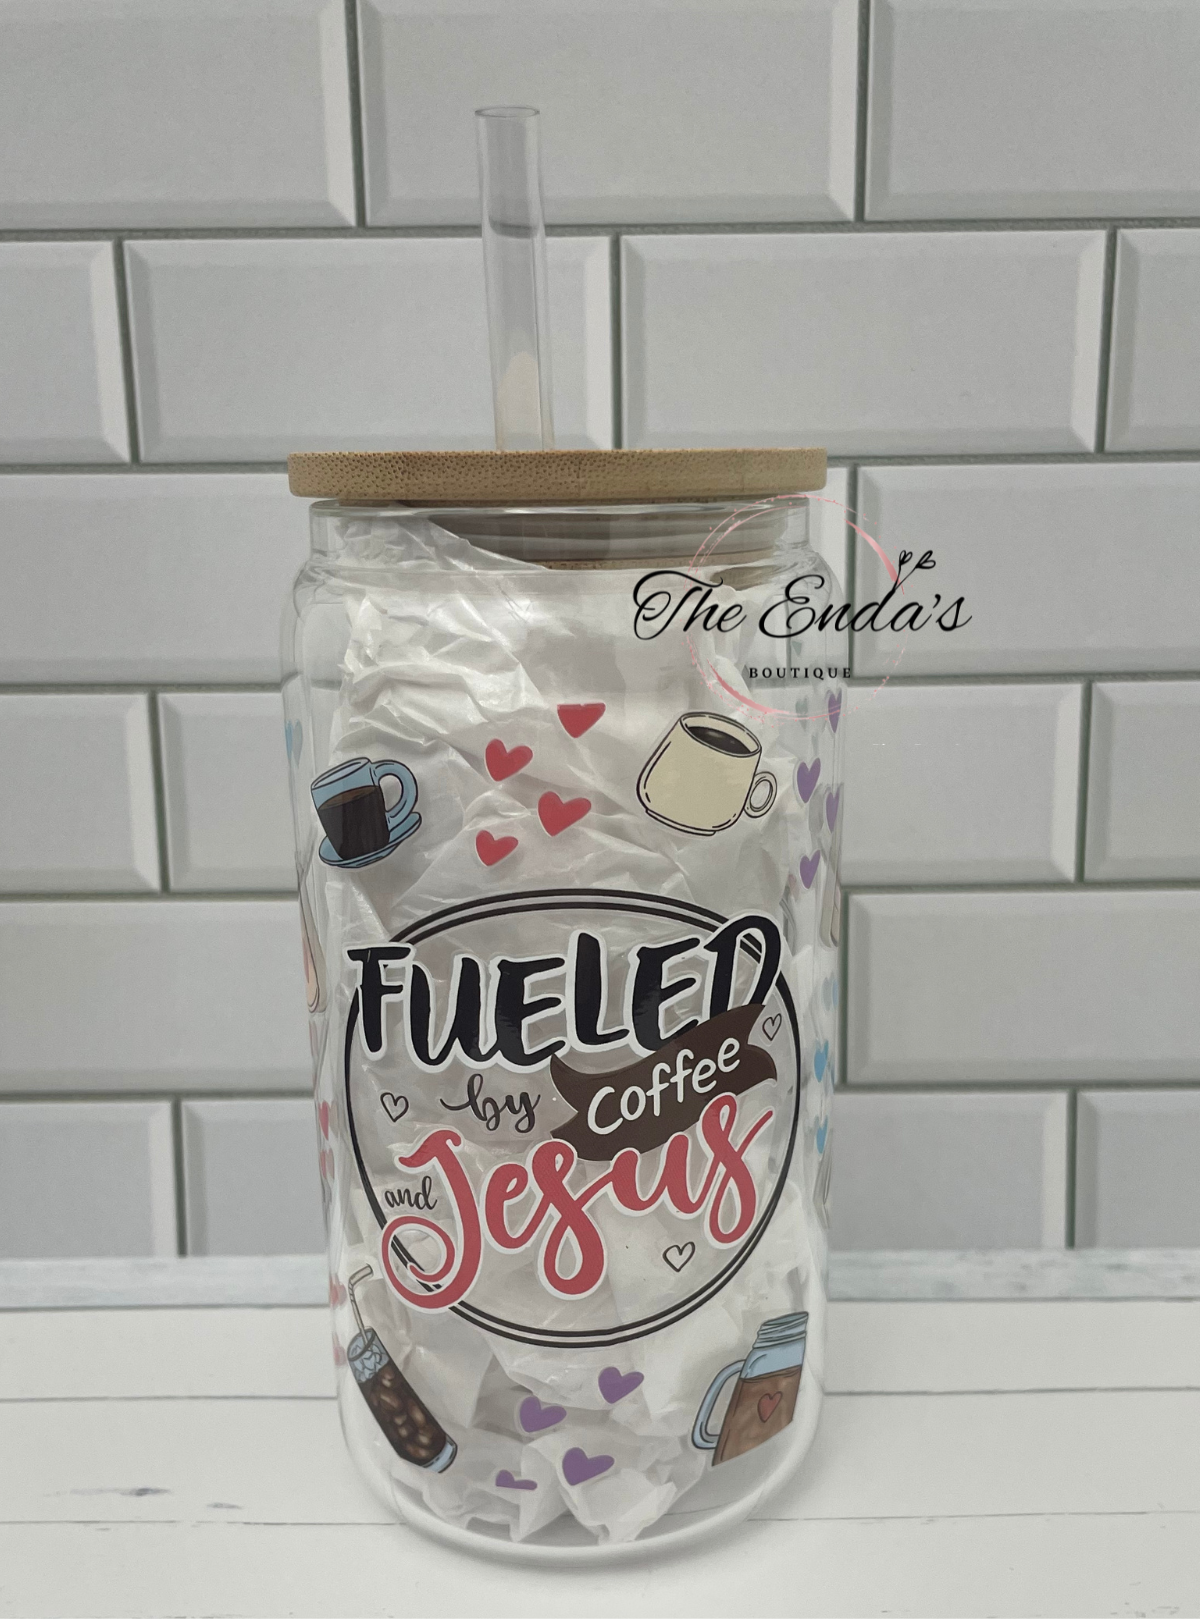 The Enda's
BOUTIQUE
FUELED
by coffee
and Jesus